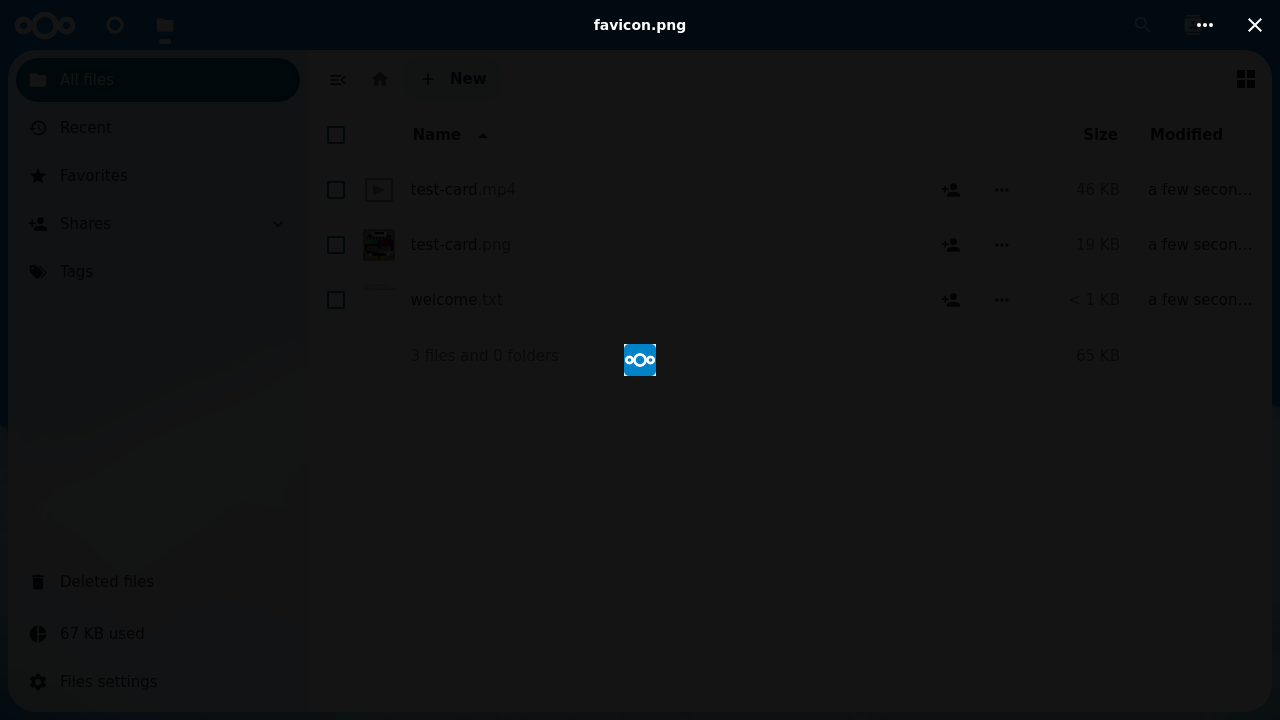 favicon.png
All files
New
Recent
Name
Size
Modified
Favorites
test-card.mp4
46 KB
a few secon...
Shares
test-card.png
19 KB
a few secon...
Tags
welcome.txt
< 1 KB
a few secon...
3 files and 0 folders
65 KB
Deleted files
67 KB used
Files settings